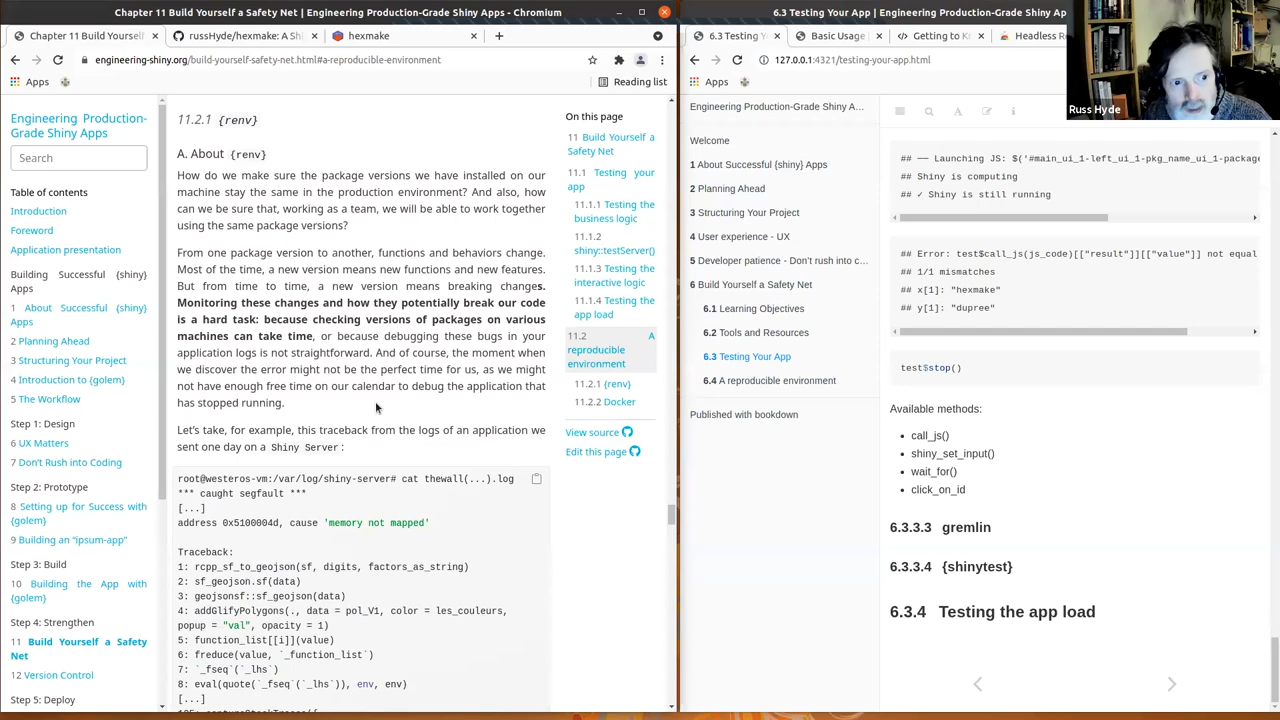 Chapter 11 Build Yourself a Safety Net | Engineering Production-Grade Shiny Apps - Chromium
Chapter 11 Build Yourself
russHyde/hexmake: A Sh
hexmake
engineering-shiny.org/build-yourself-safety-net.html#a-reproducible-environment
Apps
Reading list
Engineering Production-
Grade Shiny Apps
Search
Table of contents
Introduction
Foreword
Application presentation
Building Successful {shiny}
Apps
1 About Successful {shiny}
Apps
2 Planning Ahead
3 Structuring Your Project
4 Introduction to {golem}
5 The Workflow
Step 1: Design
6 UX Matters
7 Don't Rush into Coding
Step 2: Prototype
8 Setting up for Success with
{golem}
9 Building an “ipsum-app”
Step 3: Build
10 Building the App with
{golem}
Step 4: Strengthen
11 Build Yourself a Safety
Net
12 Version Control
Step 5: Deploy
11.2.1 {renv}
A. About {renv}
How do we make sure the package versions we have installed on our
machine stay the same in the production environment? And also, how
can we be sure that, working as a team, we will be able to work together
using the same package versions?
From one package version to another, functions and behaviors change.
Most of the time, a new version means new functions and new features.
But from time to time, a new version means breaking changes.
Monitoring these changes and how they potentially break our code
is a hard task: because checking versions of packages on various
machines can take time, or because debugging these bugs in your
application logs is not straightforward. And of course, the moment when
we discover the error might not be the perfect time for us, as we might
not have enough free time on our calendar to debug the application that
has stopped running.
Let's take, for example, this traceback from the logs of an application we
sent one day on a Shiny Server:
root@westeros-vm:/var/log/shiny-server# cat thewall(...).log
*** caught segfault ***
[...]
address 0x5100004d, cause 'memory not mapped'
Traceback:
1: rcpp_sf_to_geojson(sf, digits, factors_as_string)
2: sf_geojson.sf(data)
3: geojsonsf::sf_geojson(data)
4: addGlifyPolygons(., data = pol_V1, color = les_couleurs,
popup = "val", opacity = 1)
5: function_list[[i]](value)
6: freduce(value, `_function_list`)
7: `_fseq`(`_lhs`)
8: eval(quote(`_fseq`(`_lhs`)), env, env)
[...]
On this page
11 Build Yourself a
Safety Net
11.1 Testing your
app
11.1.1 Testing the
business logic
11.1.2
shiny::testServer()
11.1.3 Testing the
interactive logic
11.1.4 Testing the
app load
11.2 A
reproducible
environment
11.2.1 {renv}
11.2.2 Docker
View source
Edit this page
6.3 Testing Your App | Engineering Production-Grade Shiny Ap
6.3 Testing Y
Basic Usage
Getting to K
Headless R
127.0.0.1:4321/testing-your-app.html
Apps
Russ Hyde
Engineering Production-Grade Shiny A...
Welcome
1 About Successful {shiny} Apps
2 Planning Ahead
3 Structuring Your Project
4 User experience - UX
5 Developer patience - Don't rush into c...
6 Build Yourself a Safety Net
6.1 Learning Objectives
6.2 Tools and Resources
6.3 Testing Your App
6.4 A reproducible environment
Published with bookdown
## ── Launching JS: $('#main_ui_1-left_ui_1-pkg_name_ui_1-package
## Shiny is computing
## ✓ Shiny is still running
## Error: test$call_js(js_code)[["result"]][["value"]] not equal
## 1/1 mismatches
## x[1]: "hexmake"
## y[1]: "dupree"
test$stop()
Available methods:
call_js()
shiny_set_input()
wait_for()
click_on_id
6.3.3.3 gremlin
6.3.3.4 {shinytest}
6.3.4 Testing the app load